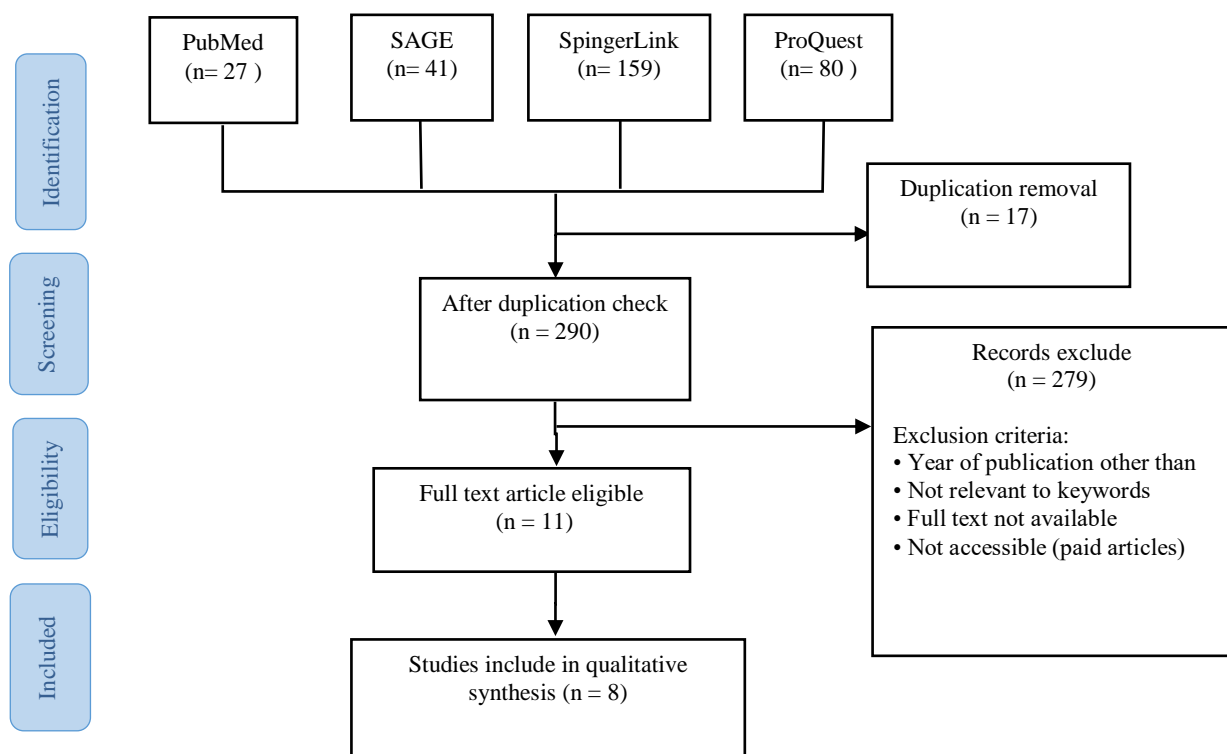 PubMed
(n= 27 )
SAGE
(n= 41)
SpingerLink
(n= 159)
ProQuest
(n= 80 )
Identification
Duplication removal
(n = 17)
Screening
After duplication check
(n = 290)
Records exclude
(n = 279)
Exclusion criteria:
• Year of publication other than
• Not relevant to keywords
• Full text not available
• Not accessible (paid articles)
Eligibility
Full text article eligible
(n = 11)
Included
Studies include in qualitative
synthesis (n = 8)